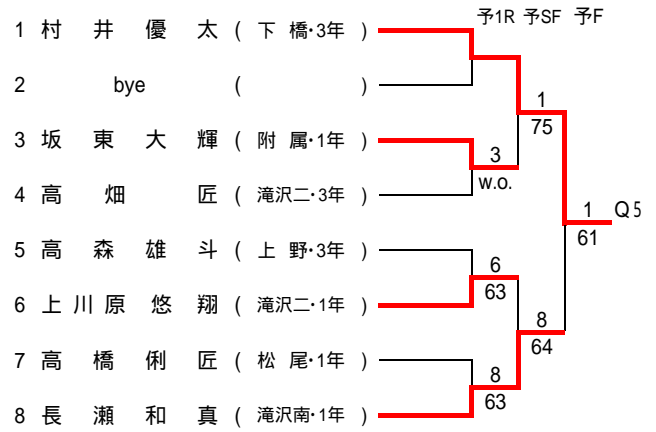 予1R 予SF 予F
1 村井優太 ( 下橋・3年 )
2 bye ( )
1
75
3 坂東大輝 ( 附属・1年 )
3
w.o.
4 高畑匠 ( 滝沢二・3年 )
1 Q5
61
5 高森雄斗 ( 上野・3年 )
6
63
6 上川原悠翔 ( 滝沢二・1年 )
8
64
7 高橋俐匠 ( 松尾・1年 )
8
63
8 長瀬和真 ( 滝沢南・1年 )